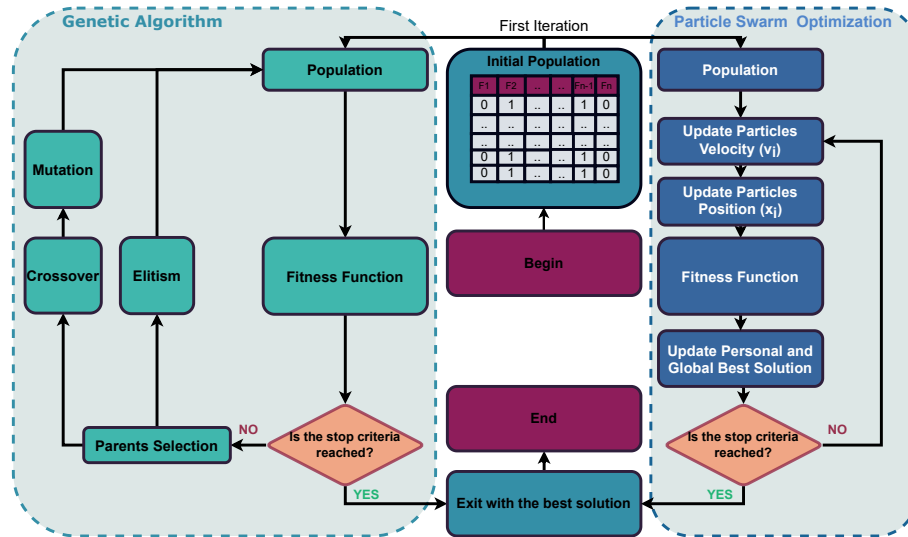 Genetic Algorithm
First Iteration
Particle Swarm Optimization
Population
Initial Population
F1 F2 .. .. Fn-1 Fn
0 1 .. .. 1 0
.. .. .. .. .. ..
.. .. .. .. .. ..
0 1 .. .. 1 0
0 1 .. .. 1 0
Population
Update Particles
Velocity (vi)
Mutation
Update Particles
Position (xi)
Crossover
Elitism
Fitness Function
Begin
Fitness Function
Update Personal and
Global Best Solution
End
Parents Selection
NO
Is the stop criteria
reached?
Is the stop criteria
reached?
NO
YES
Exit with the best solution
YES